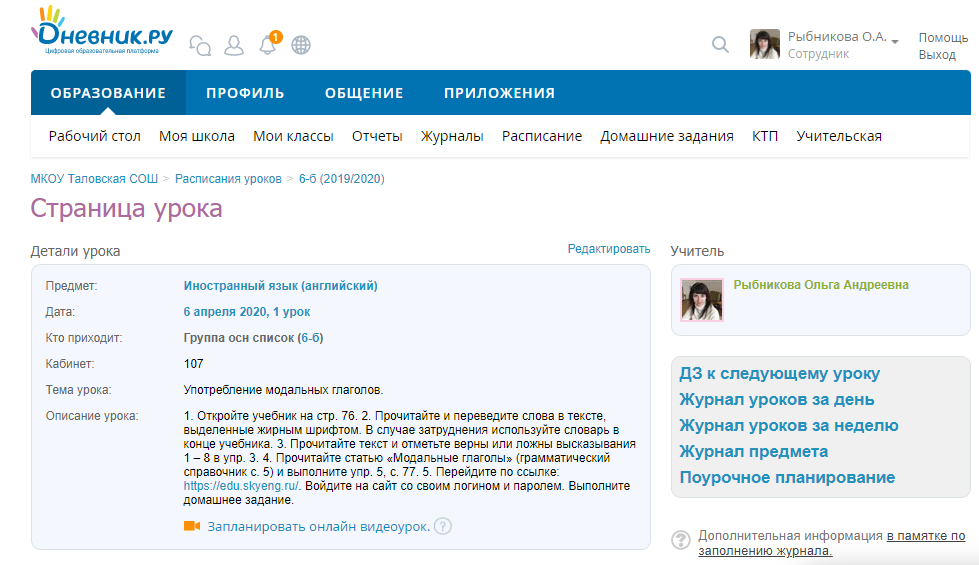 Дневник.ру
Цифровая образовательная платформа
1
Рыбникова О.А.
Сотрудник
Помощь
Выход
ОБРАЗОВАНИЕ ПРОФИЛЬ ОБЩЕНИЕ ПРИЛОЖЕНИЯ
Рабочий стол Моя школа Мои классы Отчеты Журналы Расписание Домашние задания КТП Учительская
МКОУ Таловская СОШ > Расписания уроков > 6-б (2019/2020)
Страница урока
Детали урока
Редактировать
Предмет: Иностранный язык (английский)
Дата: 6 апреля 2020, 1 урок
Кто приходит: Группа осн список (6-б)
Кабинет: 107
Тема урока: Употребление модальных глаголов.
Описание урока: 1. Откройте учебник на стр. 76. 2. Прочитайте и переведите слова в тексте,
выделенные жирным шрифтом. В случае затруднения используйте словарь в
конце учебника. 3. Прочитайте текст и отметьте верны или ложны высказывания
1 – 8 в упр. 3. 4. Прочитайте статью «Модальные глаголы» (грамматический
справочник с. 5) и выполните упр. 5, с. 77. 5. Перейдите по ссылке:
https://edu.skyeng.ru/. Войдите на сайт со своим логином и паролем. Выполните
домашнее задание.
Запланировать онлайн видеоурок. ?
Учитель
Рыбникова Ольга Андреевна
ДЗ к следующему уроку
Журнал уроков за день
Журнал уроков за неделю
Журнал предмета
Поурочное планирование
? Дополнительная информация в памятке по
заполнению журнала.